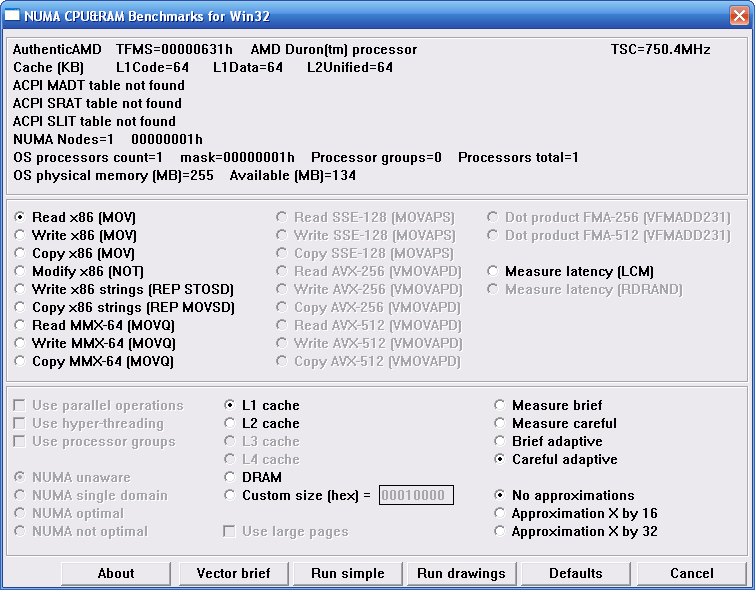 NUMA CPU&RAM Benchmarks for Win32
AuthenticAMD TFMS=00000631h AMD Duron(tm) processor TSC=750.4MHz
Cache (KB) L1Code=64 L1Data=64 L2Unified=64
ACPI MADT table not found
ACPI SRAT table not found
ACPI SLIT table not found
NUMA Nodes=1 00000001h
OS processors count=1 mask=00000001h Processor groups=0 Processors total=1
OS physical memory (MB)=255 Available (MB)=134
Read x86 (MOV)
Write x86 (MOV)
Copy x86 (MOV)
Modify x86 (NOT)
Write x86 strings (REP STOSD)
Copy x86 strings (REP MOVSD)
Read MMX-64 (MOVQ)
Write MMX-64 (MOVQ)
Copy MMX-64 (MOVQ)
Read SSE-128 (MOVAPS)
Write SSE-128 (MOVAPS)
Copy SSE-128 (MOVAPS)
Read AVX-256 (VMOVAPD)
Write AVX-256 (VMOVAPD)
Copy AVX-256 (VMOVAPD)
Read AVX-512 (VMOVAPD)
Write AVX-512 (VMOVAPD)
Copy AVX-512 (VMOVAPD)
Dot product FMA-256 (VFMADD231)
Dot product FMA-512 (VFMADD231)
Measure latency (LCM)
Measure latency (RDRAND)
Use parallel operations
Use hyper-threading
Use processor groups
NUMA unaware
NUMA single domain
NUMA optimal
NUMA not optimal
L1 cache
L2 cache
L3 cache
L4 cache
DRAM
Custom size (hex) = 00010000
Use large pages
Measure brief
Measure careful
Brief adaptive
Careful adaptive
No approximations
Approximation X by 16
Approximation X by 32
About Vector brief Run simple Run drawings Defaults Cancel